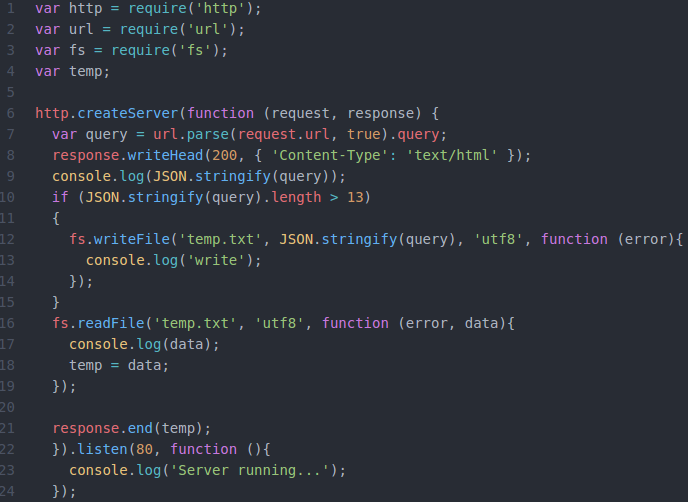 1 var http = require('http');
2 var url = require('url');
3 var fs = require('fs');
4 var temp;
5
6 http.createServer(function (request, response) {
7   var query = url.parse(request.url, true).query;
8   response.writeHead(200, { 'Content-Type': 'text/html' });
9   console.log(JSON.stringify(query));
10   if (JSON.stringify(query).length > 13)
11   {
12     fs.writeFile('temp.txt', JSON.stringify(query), 'utf8', function (error){
13       console.log('write');
14     });
15   }
16   fs.readFile('temp.txt', 'utf8', function (error, data){
17     console.log(data);
18     temp = data;
19   });
20
21   response.end(temp);
22   }).listen(80, function (){
23     console.log('Server running...');
24   });